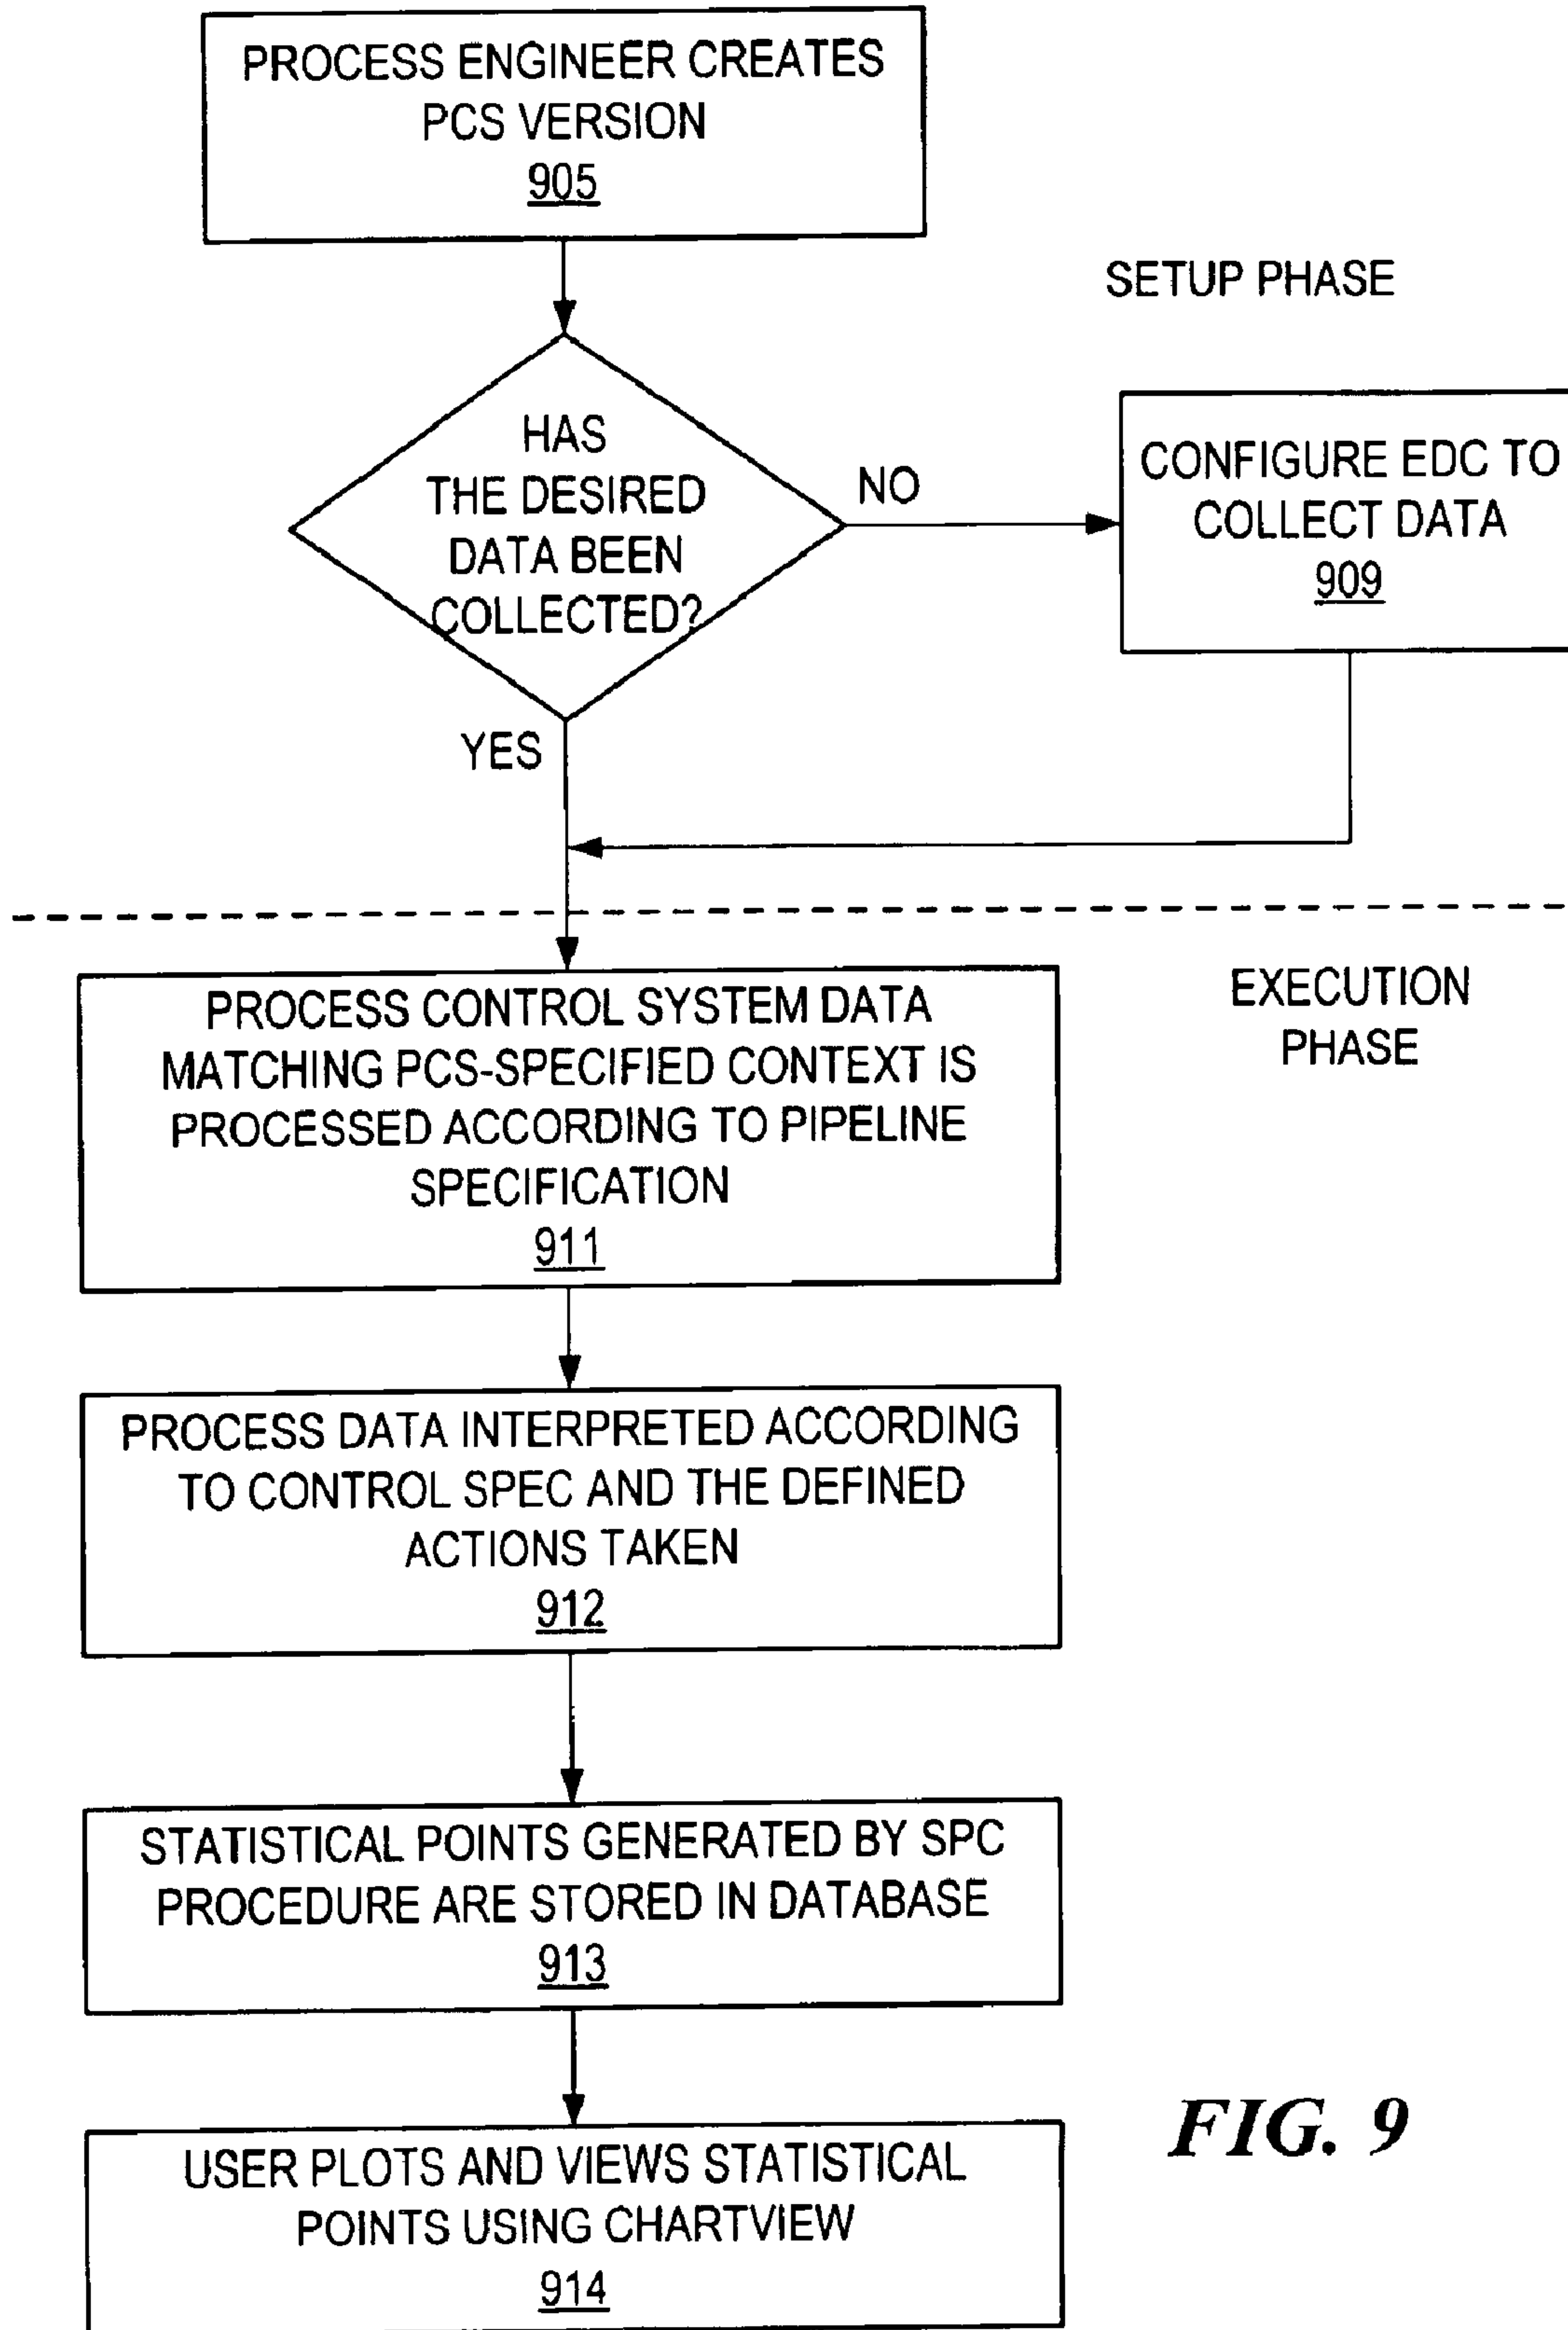 PROCESS ENGINEER CREATES
PCS VERSION
905
SETUP PHASE
HAS
THE DESIRED
DATA BEEN
COLLECTED?
NO
CONFIGURE EDC TO
COLLECT DATA
909
YES
EXECUTION
PHASE
PROCESS CONTROL SYSTEM DATA
MATCHING PCS-SPECIFIED CONTEXT IS
PROCESSED ACCORDING TO PIPELINE
SPECIFICATION
911
PROCESS DATA INTERPRETED ACCORDING
TO CONTROL SPEC AND THE DEFINED
ACTIONS TAKEN
912
STATISTICAL POINTS GENERATED BY SPC
PROCEDURE ARE STORED IN DATABASE
913
USER PLOTS AND VIEWS STATISTICAL
POINTS USING CHARTVIEW
914
FIG. 9